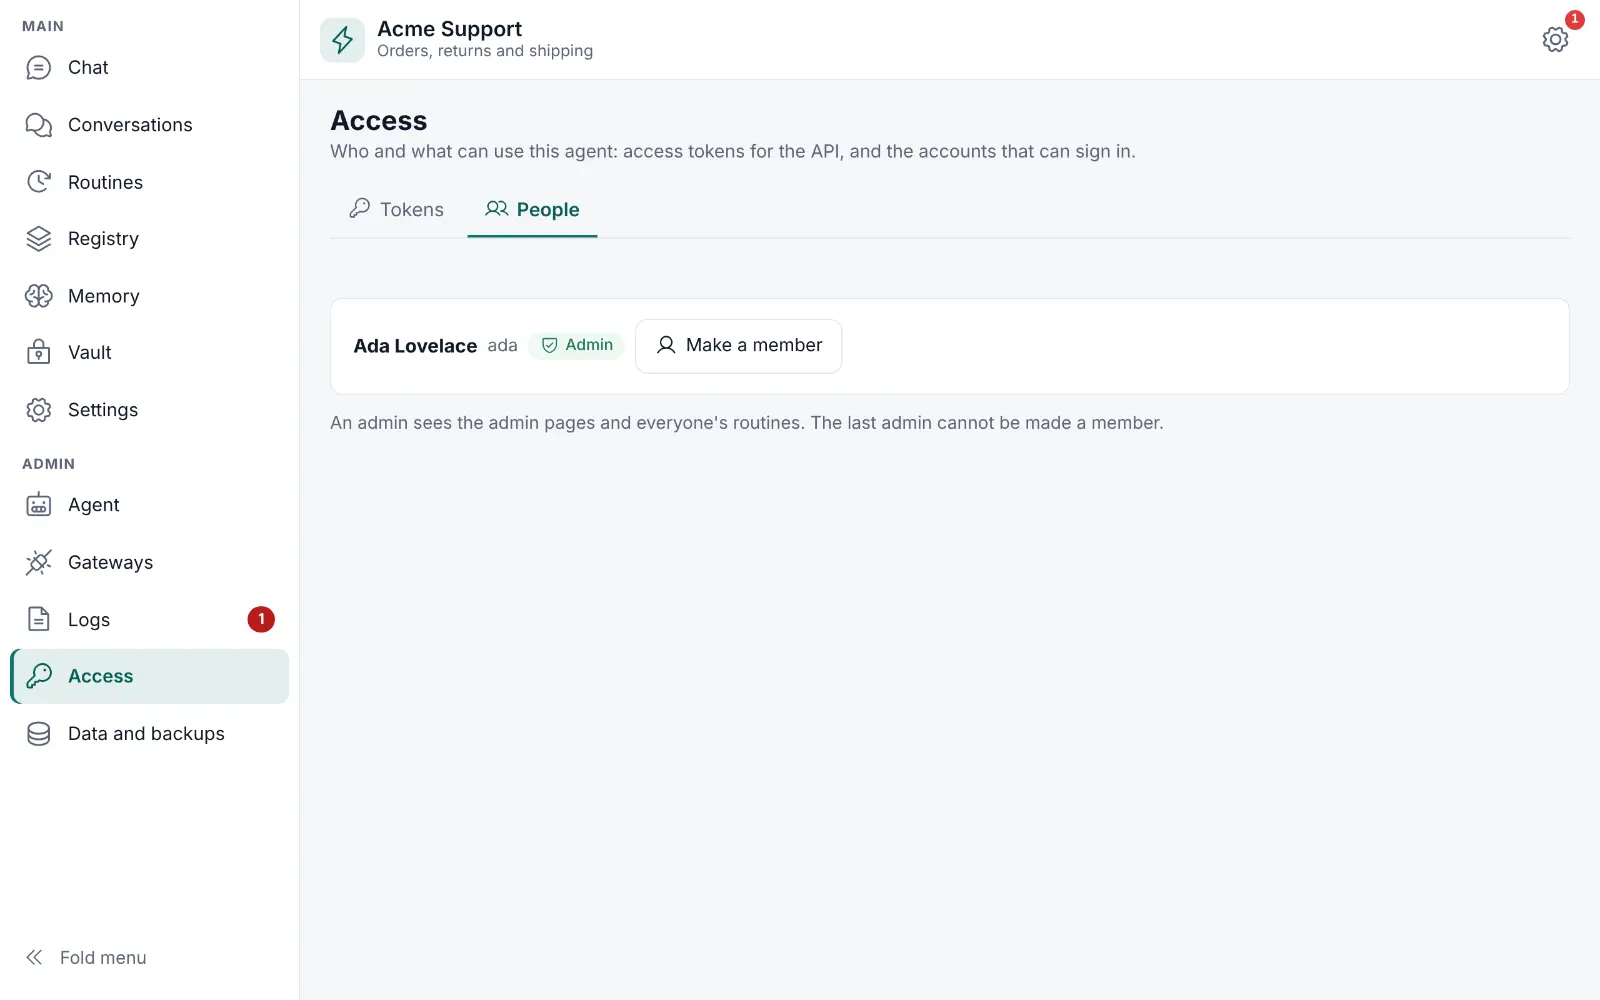 MAIN
Chat
Conversations
Routines
Registry
Memory
Vault
Settings
ADMIN
Agent
Gateways
Logs 1
Access
Data and backups
Fold menu
Acme Support
Orders, returns and shipping
1
Access
Who and what can use this agent: access tokens for the API, and the accounts that can sign in.
Tokens People
Ada Lovelace ada Admin Make a member
An admin sees the admin pages and everyone's routines. The last admin cannot be made a member.